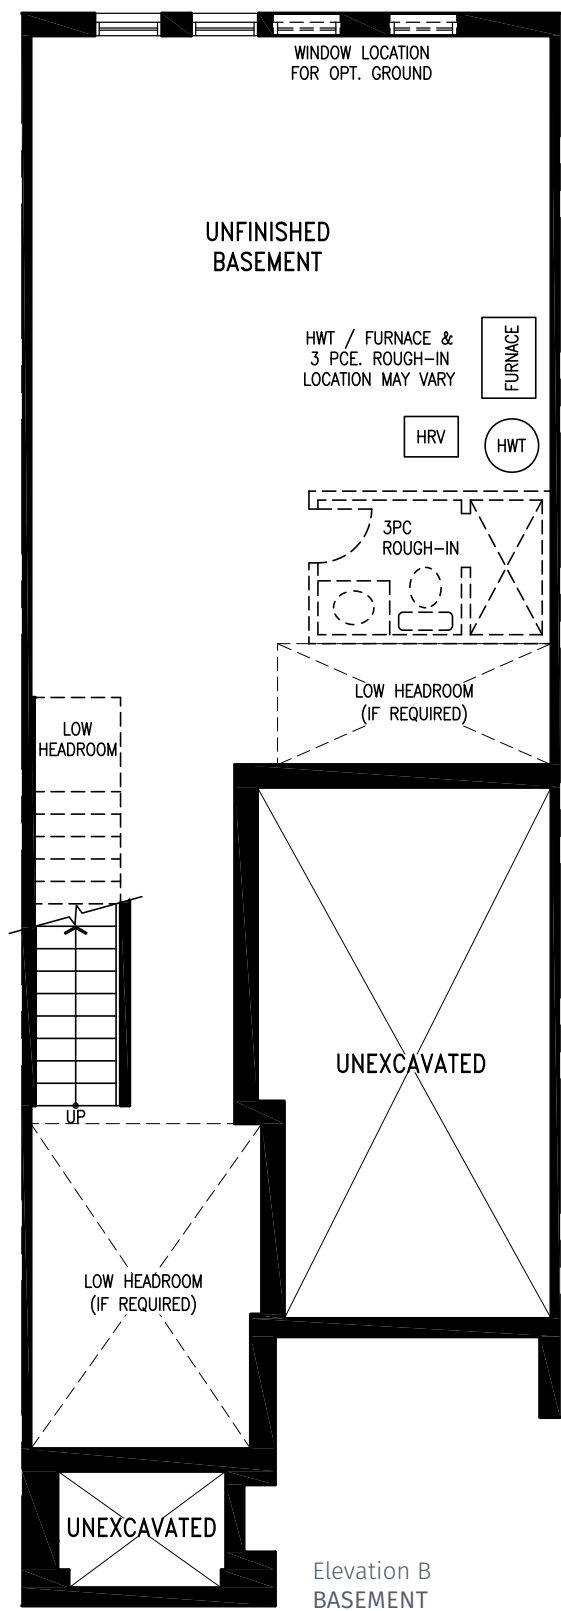 WINDOW LOCATION
FOR OPT. GROUND
UNFINISHED
BASEMENT
HWT / FURNACE &
3 PCE. ROUGH-IN
LOCATION MAY VARY
FURNACE
HRV
HWT
3PC
ROUGH-IN
LOW HEADROOM
(IF REQUIRED)
LOW
HEADROOM
UNEXCAVATED
UP
LOW HEADROOM
(IF REQUIRED)
UNEXCAVATED
Elevation B
BASEMENT